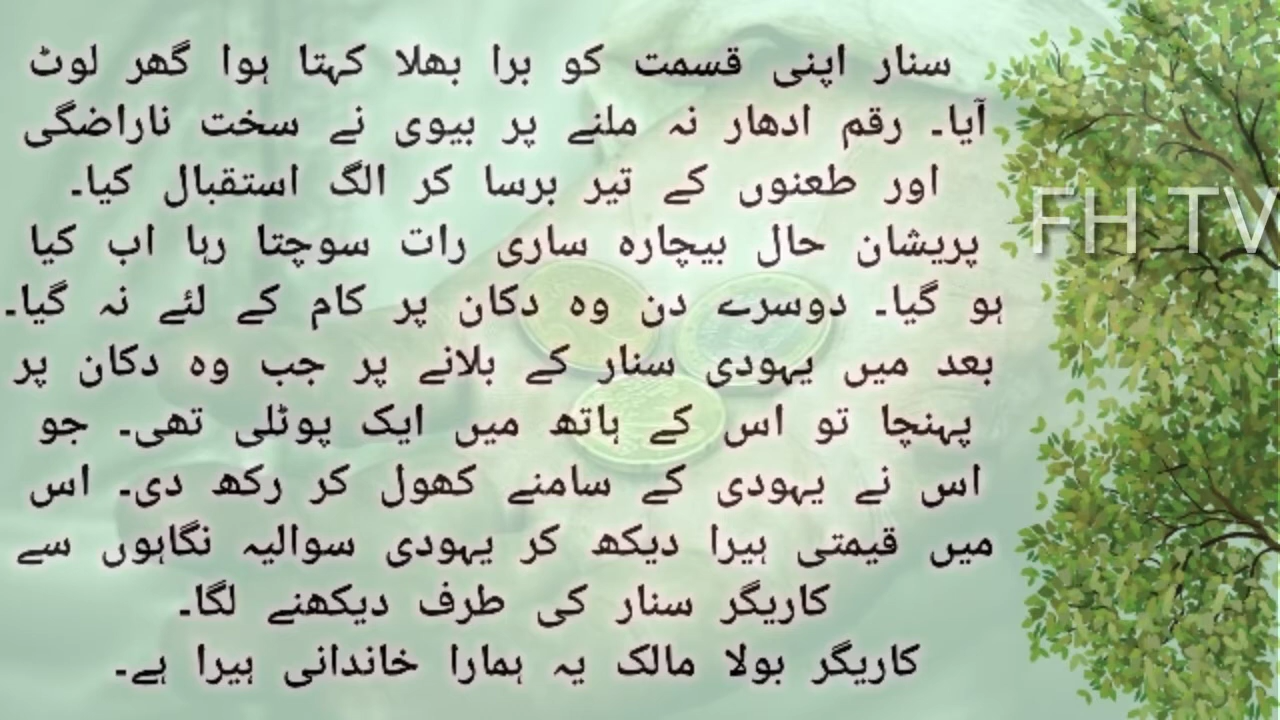 سنار اپنی قسمت کو برا بھلا کہتا ہوا گھر لوٹ
آیا۔ رقم ادھار نہ ملنے پر بیوی نے سخت ناراضگی
اور طعنوں کے تیر برسا کر الگ استقبال کیا۔
پریشان حال بیچارہ ساری رات سوچتا رہا اب کیا
ہو گیا۔ دوسرے دن وہ دکان پر کام کے لئے نہ گیا۔
بعد میں یہودی سنار کے بلانے پر جب وہ دکان پر
پہنچا تو اس کے ہاتھ میں ایک پوٹلی تھی۔ جو
اس نے یہودی کے سامنے کھول کر رکھ دی۔ اس
میں قیمتی ہیرا دیکھ کر یہودی سوالیہ نگاہوں سے
کاریگر سنار کی طرف دیکھنے لگا۔
کاریگر بولا مالک یہ ہمارا خاندانی ہیرا ہے۔
FH TV